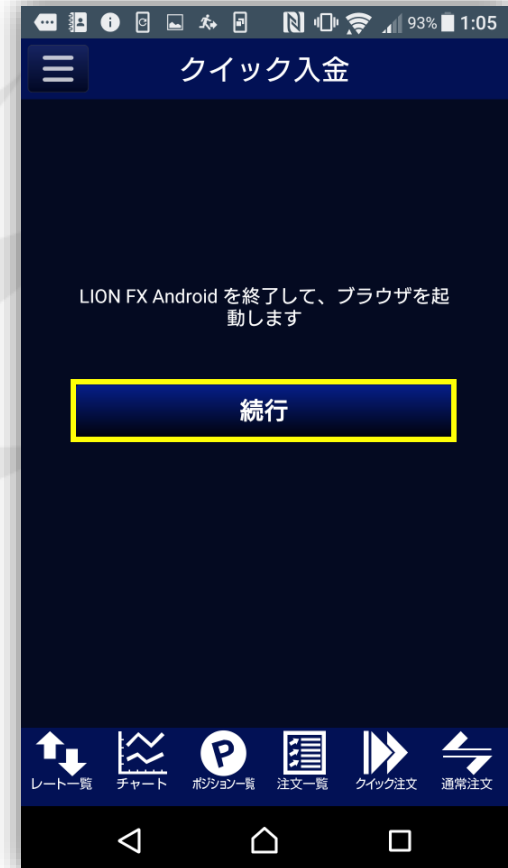 93% 1:05
クイック入金
LION FX Android を終了して、ブラウザを起
動します
続行
P
レート一覧 チャート ポジション一覧 注文一覧 クイック注文 通常注文